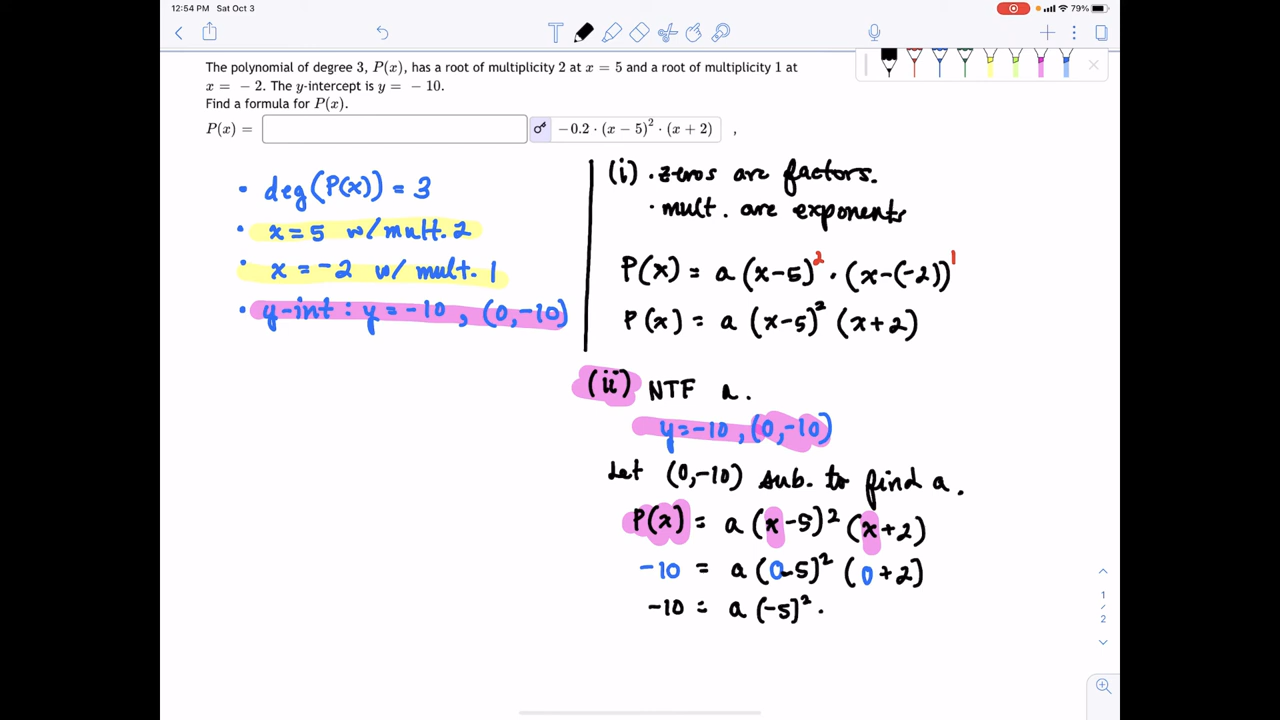 12:54 PM Sat Oct 3
79%
The polynomial of degree 3, P(x), has a root of multiplicity 2 at x = 5 and a root of multiplicity 1 at
x = − 2. The y-intercept is y = − 10.
Find a formula for P(x).
P(x) = −0.2 · (x − 5)² · (x + 2) ,
• deg(P(x)) = 3
• x = 5 w/ mult. 2
• x = −2 w/ mult. 1
• y-int : y = −10 , (0, −10)
(i) · zeros are factors.
· mult. are exponents
P(x) = a (x−5)² · (x−(−2))¹
P(x) = a (x−5)² (x+2)
(ii) NTF a.
y = −10 , (0, −10)
Let (0, −10) sub. to find a.
P(x) = a (x−5)² (x+2)
−10 = a (0−5)² (0+2)
−10 = a (−5)² ·
1
/
2